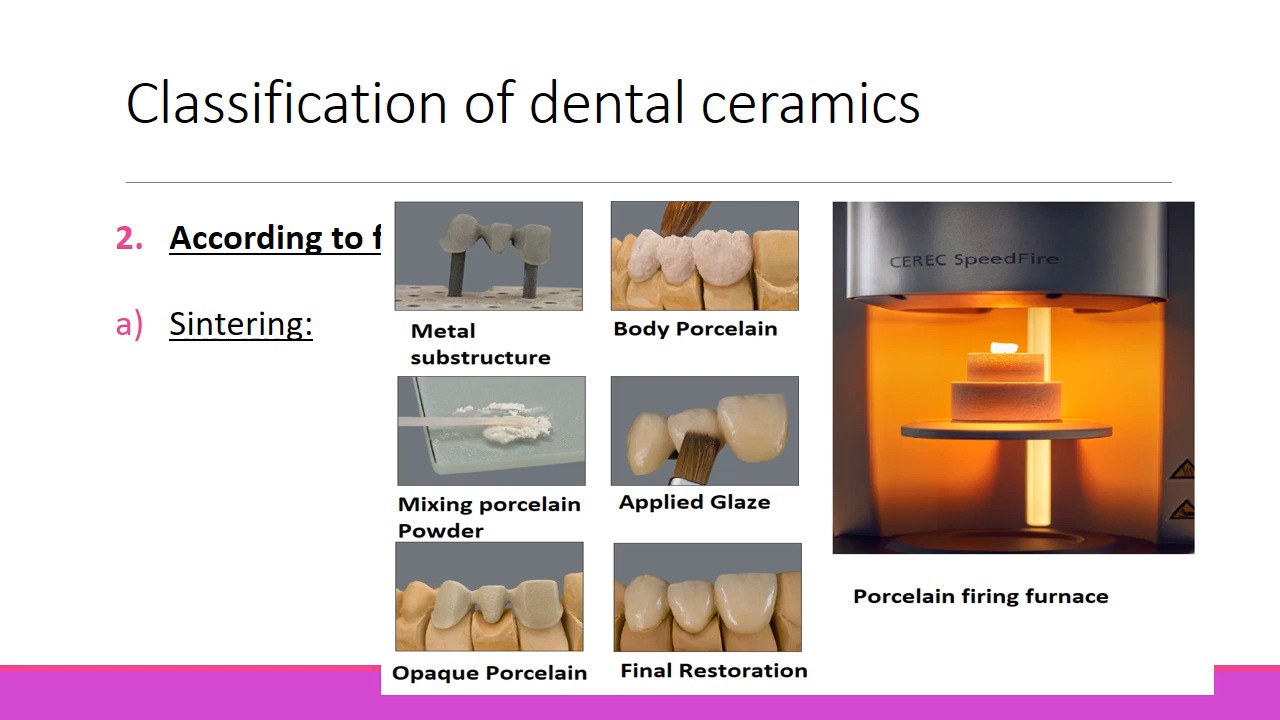 Classification of dental ceramics
2. According to f
a) Sintering:
Metal
substructure
Body Porcelain
Mixing porcelain
Powder
Applied Glaze
Opaque Porcelain
Final Restoration
CEREC SpeedFire
Porcelain firing furnace